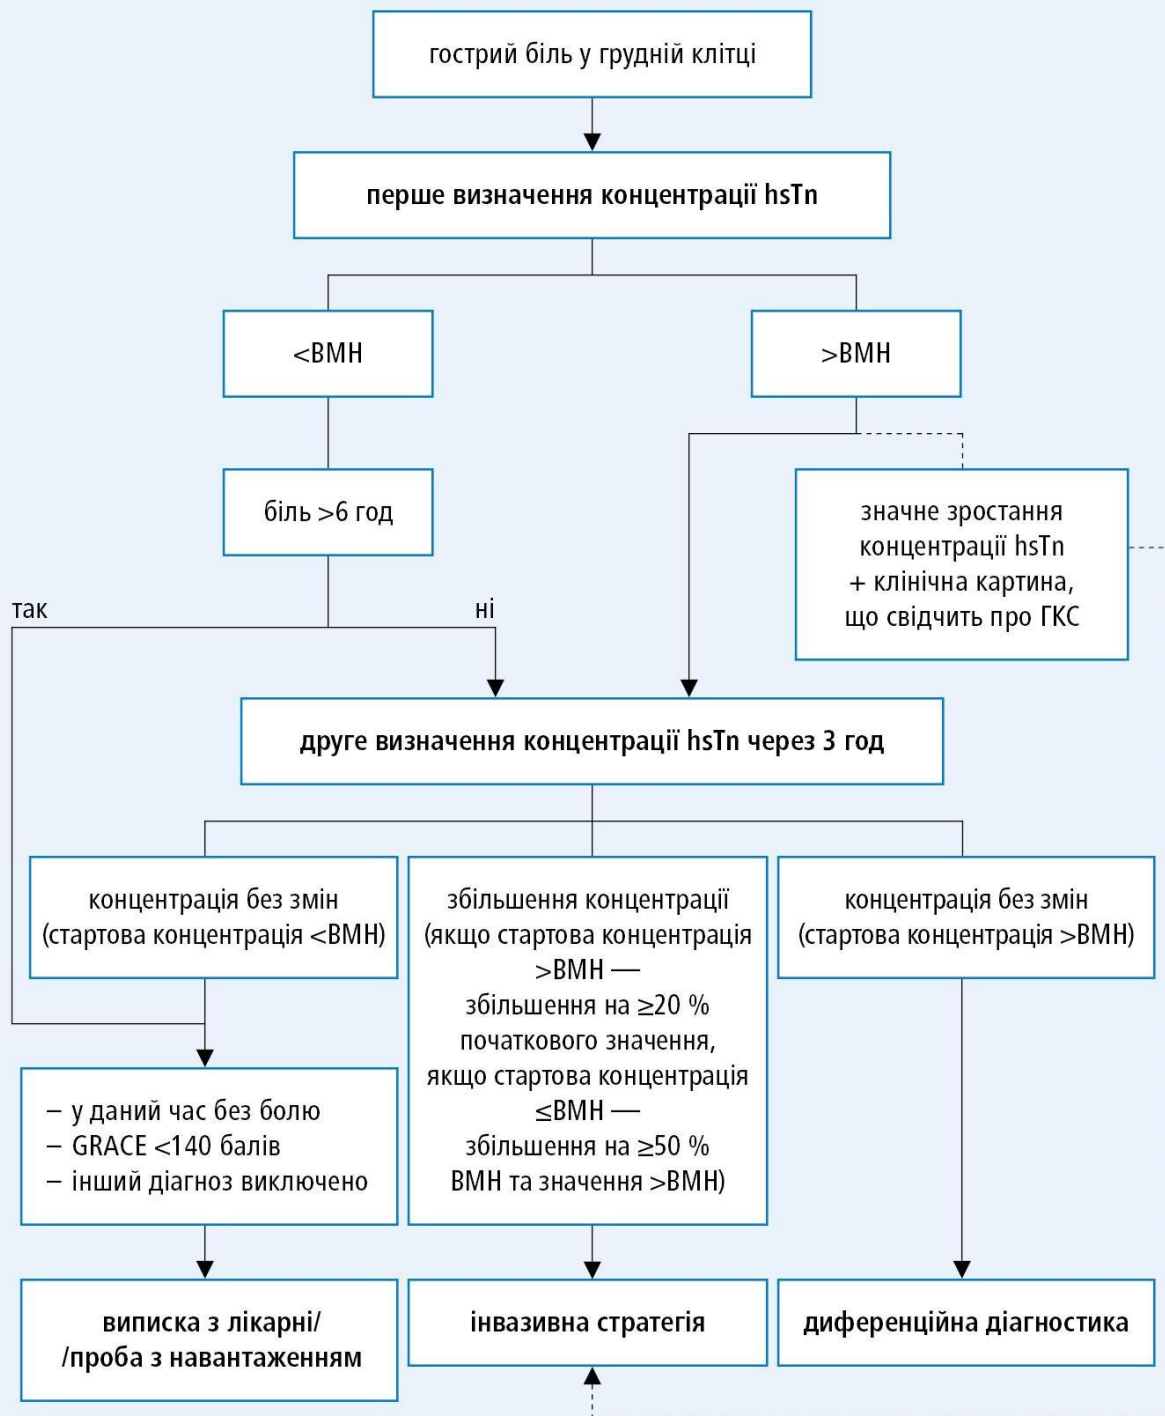 гострий біль у грудній клітці
перше визначення концентрації hsTn
<ВМН
>ВМН
біль >6 год
значне зростання
концентрації hsTn
+ клінічна картина,
що свідчить про ГКС
так
ні
друге визначення концентрації hsTn через 3 год
концентрація без змін
(стартова концентрація <ВМН)
збільшення концентрації
(якщо стартова концентрація
>ВМН —
збільшення на ≥20 %
початкового значення,
якщо стартова концентрація
≤ВМН —
збільшення на ≥50 %
ВМН та значення >ВМН)
концентрація без змін
(стартова концентрація >ВМН)
– у даний час без болю
– GRACE <140 балів
– інший діагноз виключено
виписка з лікарні/
/проба з навантаженням
інвазивна стратегія
диференційна діагностика